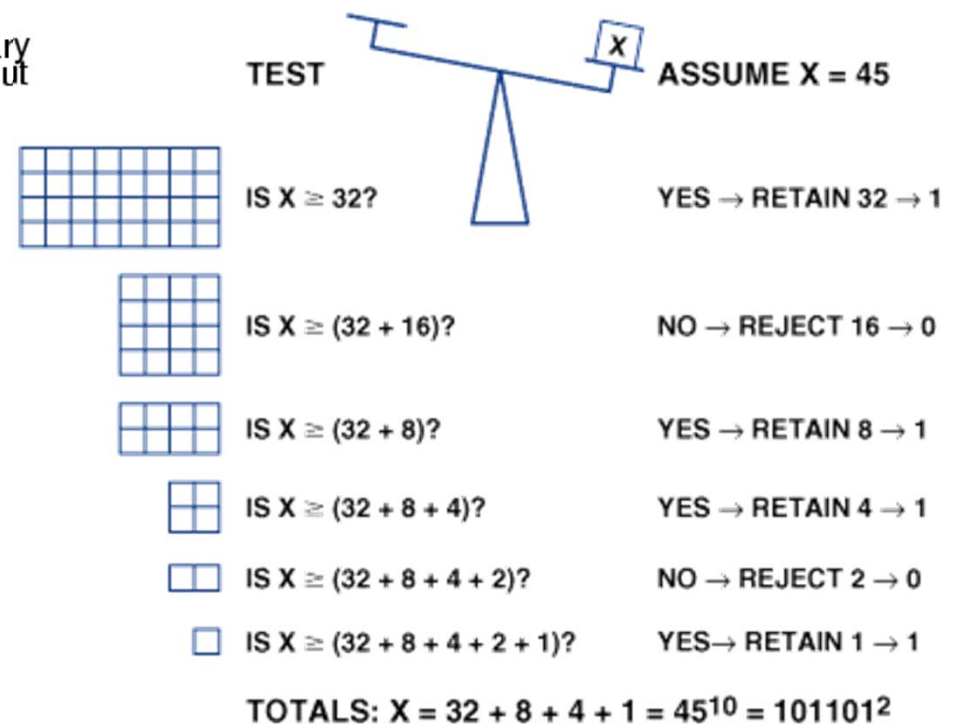 ry
ut
X
TEST
ASSUME X = 45
IS X ≥ 32?
YES → RETAIN 32 → 1
IS X ≥ (32 + 16)?
NO → REJECT 16 → 0
IS X ≥ (32 + 8)?
YES → RETAIN 8 → 1
IS X ≥ (32 + 8 + 4)?
YES → RETAIN 4 → 1
IS X ≥ (32 + 8 + 4 + 2)?
NO → REJECT 2 → 0
IS X ≥ (32 + 8 + 4 + 2 + 1)?
YES→ RETAIN 1 → 1
TOTALS: X = 32 + 8 + 4 + 1 = 45¹⁰ = 101101²